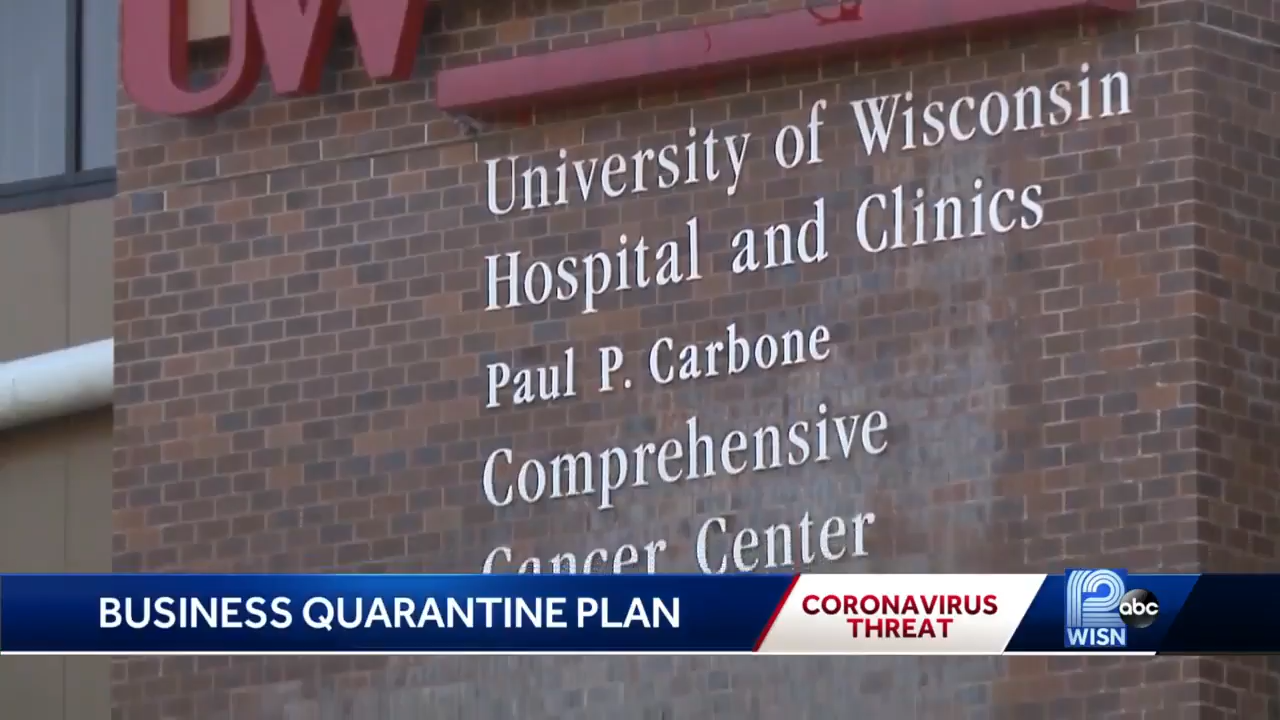 UW
University of Wisconsin
Hospital and Clinics
Paul P. Carbone
Comprehensive
Cancer Center
BUSINESS QUARANTINE PLAN
CORONAVIRUS
THREAT
12
abc
WISN